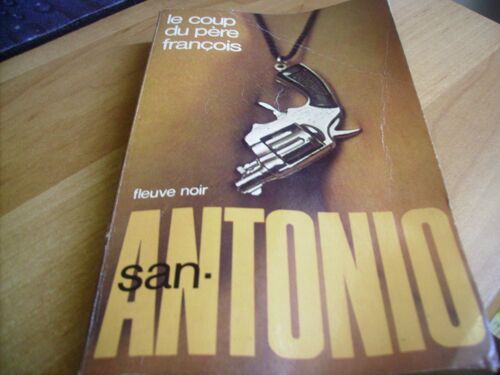 le coup
du père
françois
fleuve noir
san-
ANTONIO